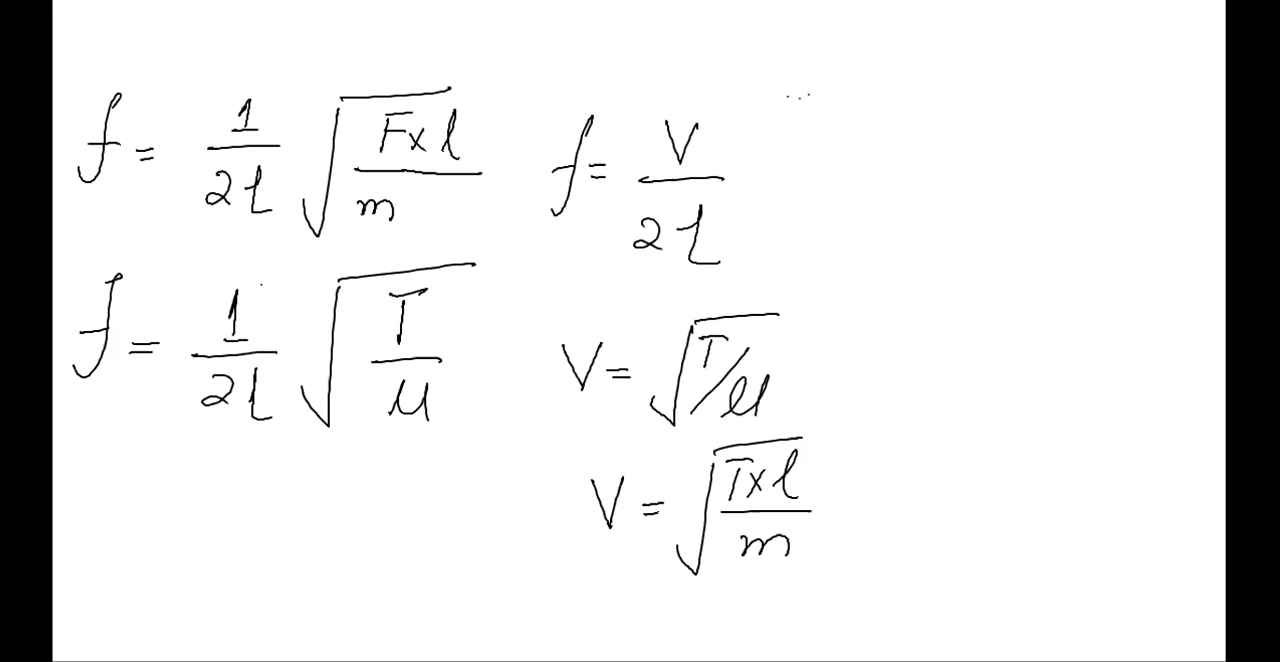 f = 1/2l √(F×l/m)
f = V/2l
f = 1/2l √(T/μ)
V = √(T/μ)
V = √(T×l/m)